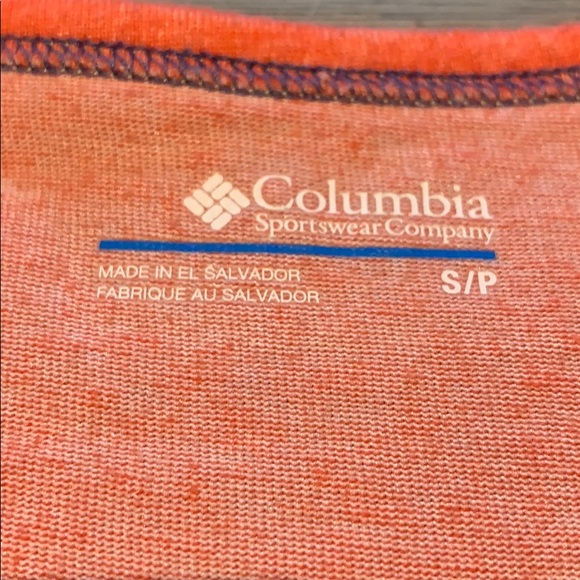 Columbia
Sportswear Company
MADE IN EL SALVADOR
FABRIQUE AU SALVADOR
S/P